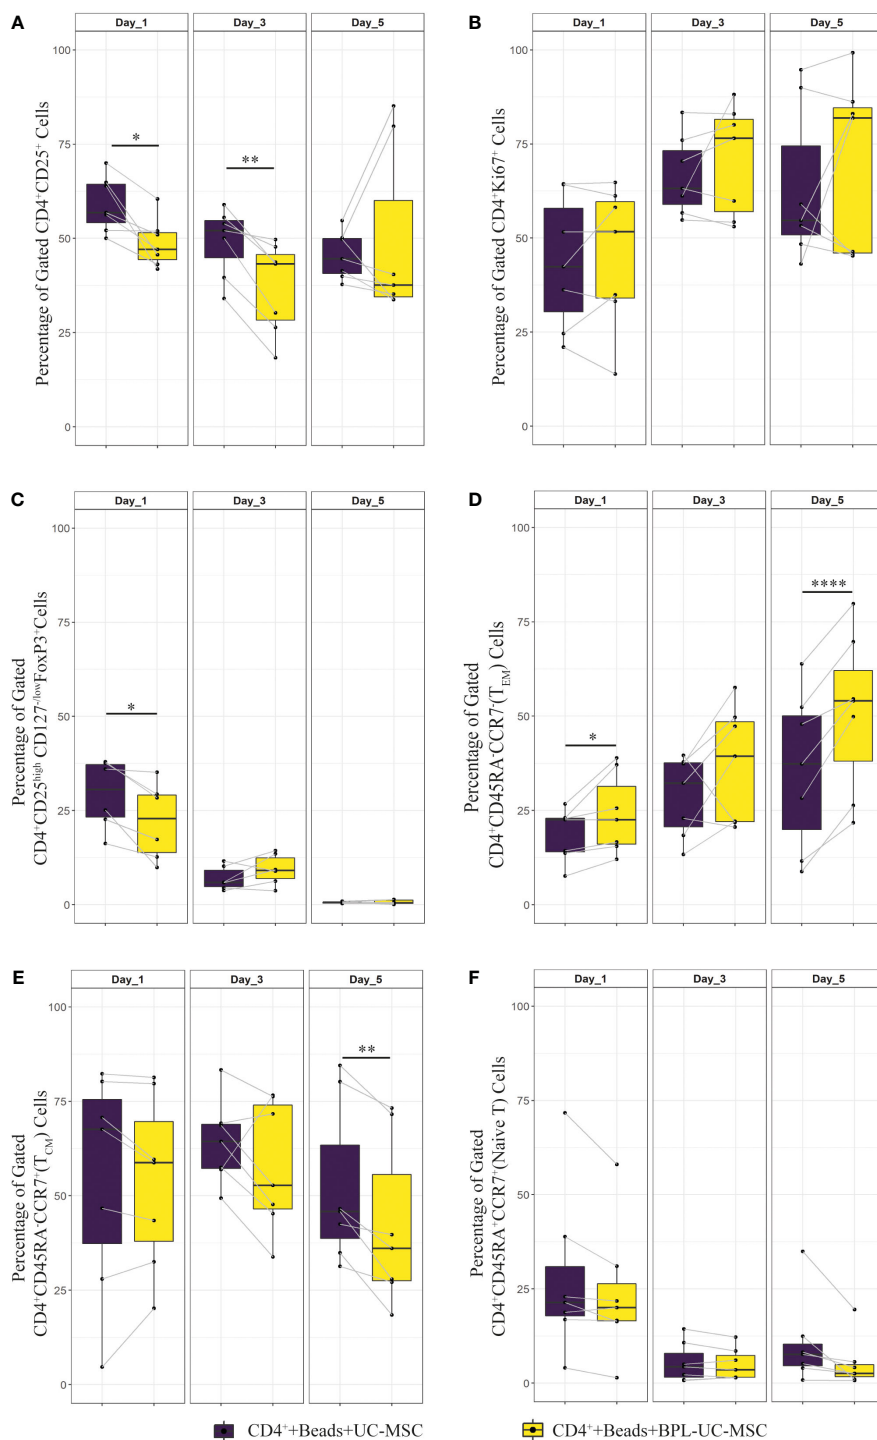 A
Day_1 Day_3 Day_5
Percentage of Gated CD4⁺CD25⁺ Cells
100
75
50
25
0
* **
B
Day_1 Day_3 Day_5
Percentage of Gated CD4⁺Ki67⁺ Cells
100
75
50
25
0
C
Day_1 Day_3 Day_5
Percentage of Gated
CD4⁺CD25ʰⁱᵍʰ CD127⁻/ˡᵒʷFoxP3⁺Cells
100
75
50
25
0
*
D
Day_1 Day_3 Day_5
Percentage of Gated
CD4⁺CD45RA⁻CCR7⁻(T_EM) Cells
100
75
50
25
0
* ****
E
Day_1 Day_3 Day_5
Percentage of Gated
CD4⁺CD45RA⁻CCR7⁺(T_CM) Cells
100
75
50
25
0
**
F
Day_1 Day_3 Day_5
Percentage of Gated
CD4⁺CD45RA⁺CCR7⁺(Naive T) Cells
100
75
50
25
0
CD4⁺+Beads+UC-MSC CD4⁺+Beads+BPL-UC-MSC